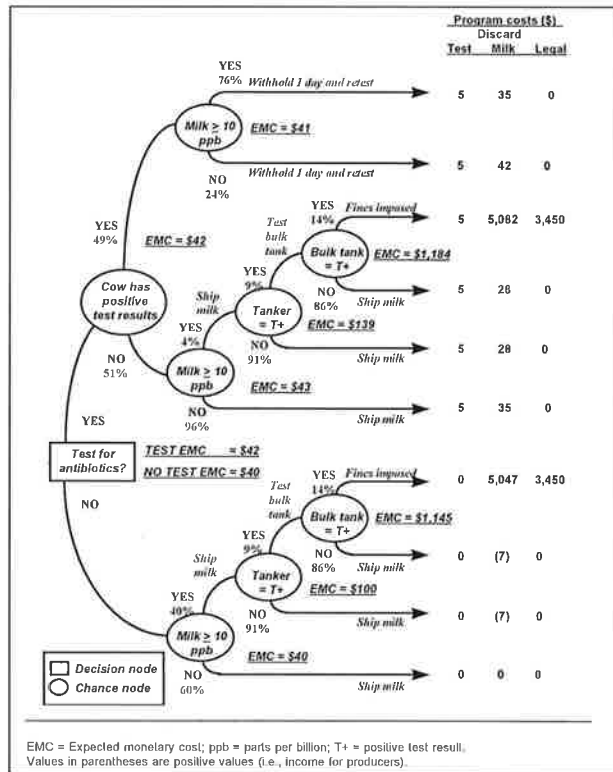 Program costs ($)
Discard
Test Milk Legal
YES
76%
Withhold 1 day and retest
5 35 0
Milk ≥ 10
ppb
EMC = $41
NO
24%
Withhold 1 day and retest
5 42 0
YES
49%
EMC = $42
Cow has
positive
test results
NO
51%
YES
14%
Fines imposed
5 5,082 3,450
Test
bulk
tank
Bulk tank
= T+
EMC = $1,184
NO
86%
Ship milk
5 28 0
YES
9%
Ship
milk
Tanker
= T+
EMC = $139
NO
91%
Ship milk
5 28 0
YES
4%
Milk ≥ 10
ppb
EMC = $43
NO
96%
Ship milk
5 35 0
YES
Test for
antibiotics?
TEST EMC = $42
NO TEST EMC = $40
NO
YES
14%
Fines imposed
0 5,047 3,450
Test
bulk
tank
Bulk tank
= T+
EMC = $1,145
NO
86%
Ship milk
0 (7) 0
YES
9%
Ship
milk
Tanker
= T+
EMC = $100
NO
91%
Ship milk
0 (7) 0
YES
40%
Milk ≥ 10
ppb
EMC = $40
NO
60%
Ship milk
0 0 0
Decision node
Chance node
EMC = Expected monetary cost; ppb = parts per billion; T+ = positive test result.
Values in parentheses are positive values (i.e., income for producers).